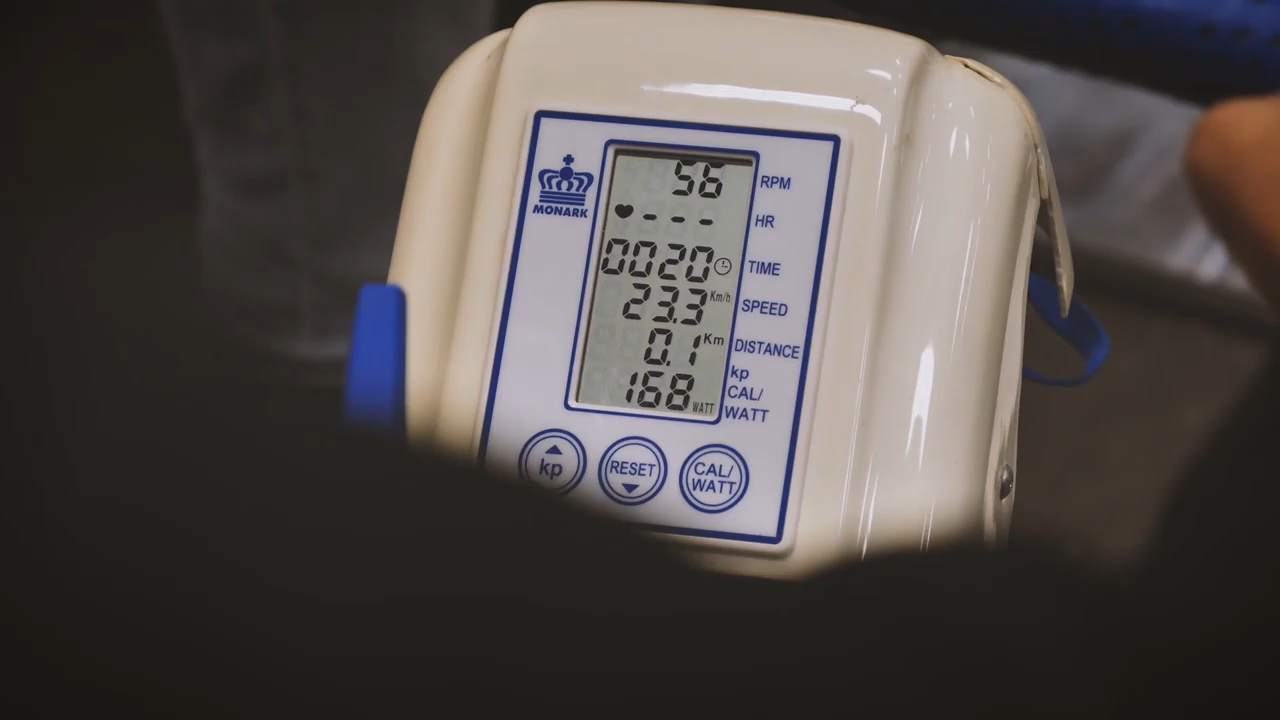 56 RPM
MONARK
- - - HR
0020 TIME
23.3 Km/h SPEED
0.1 Km DISTANCE
168 WATT kp
CAL/
WATT
kp
RESET
CAL/
WATT